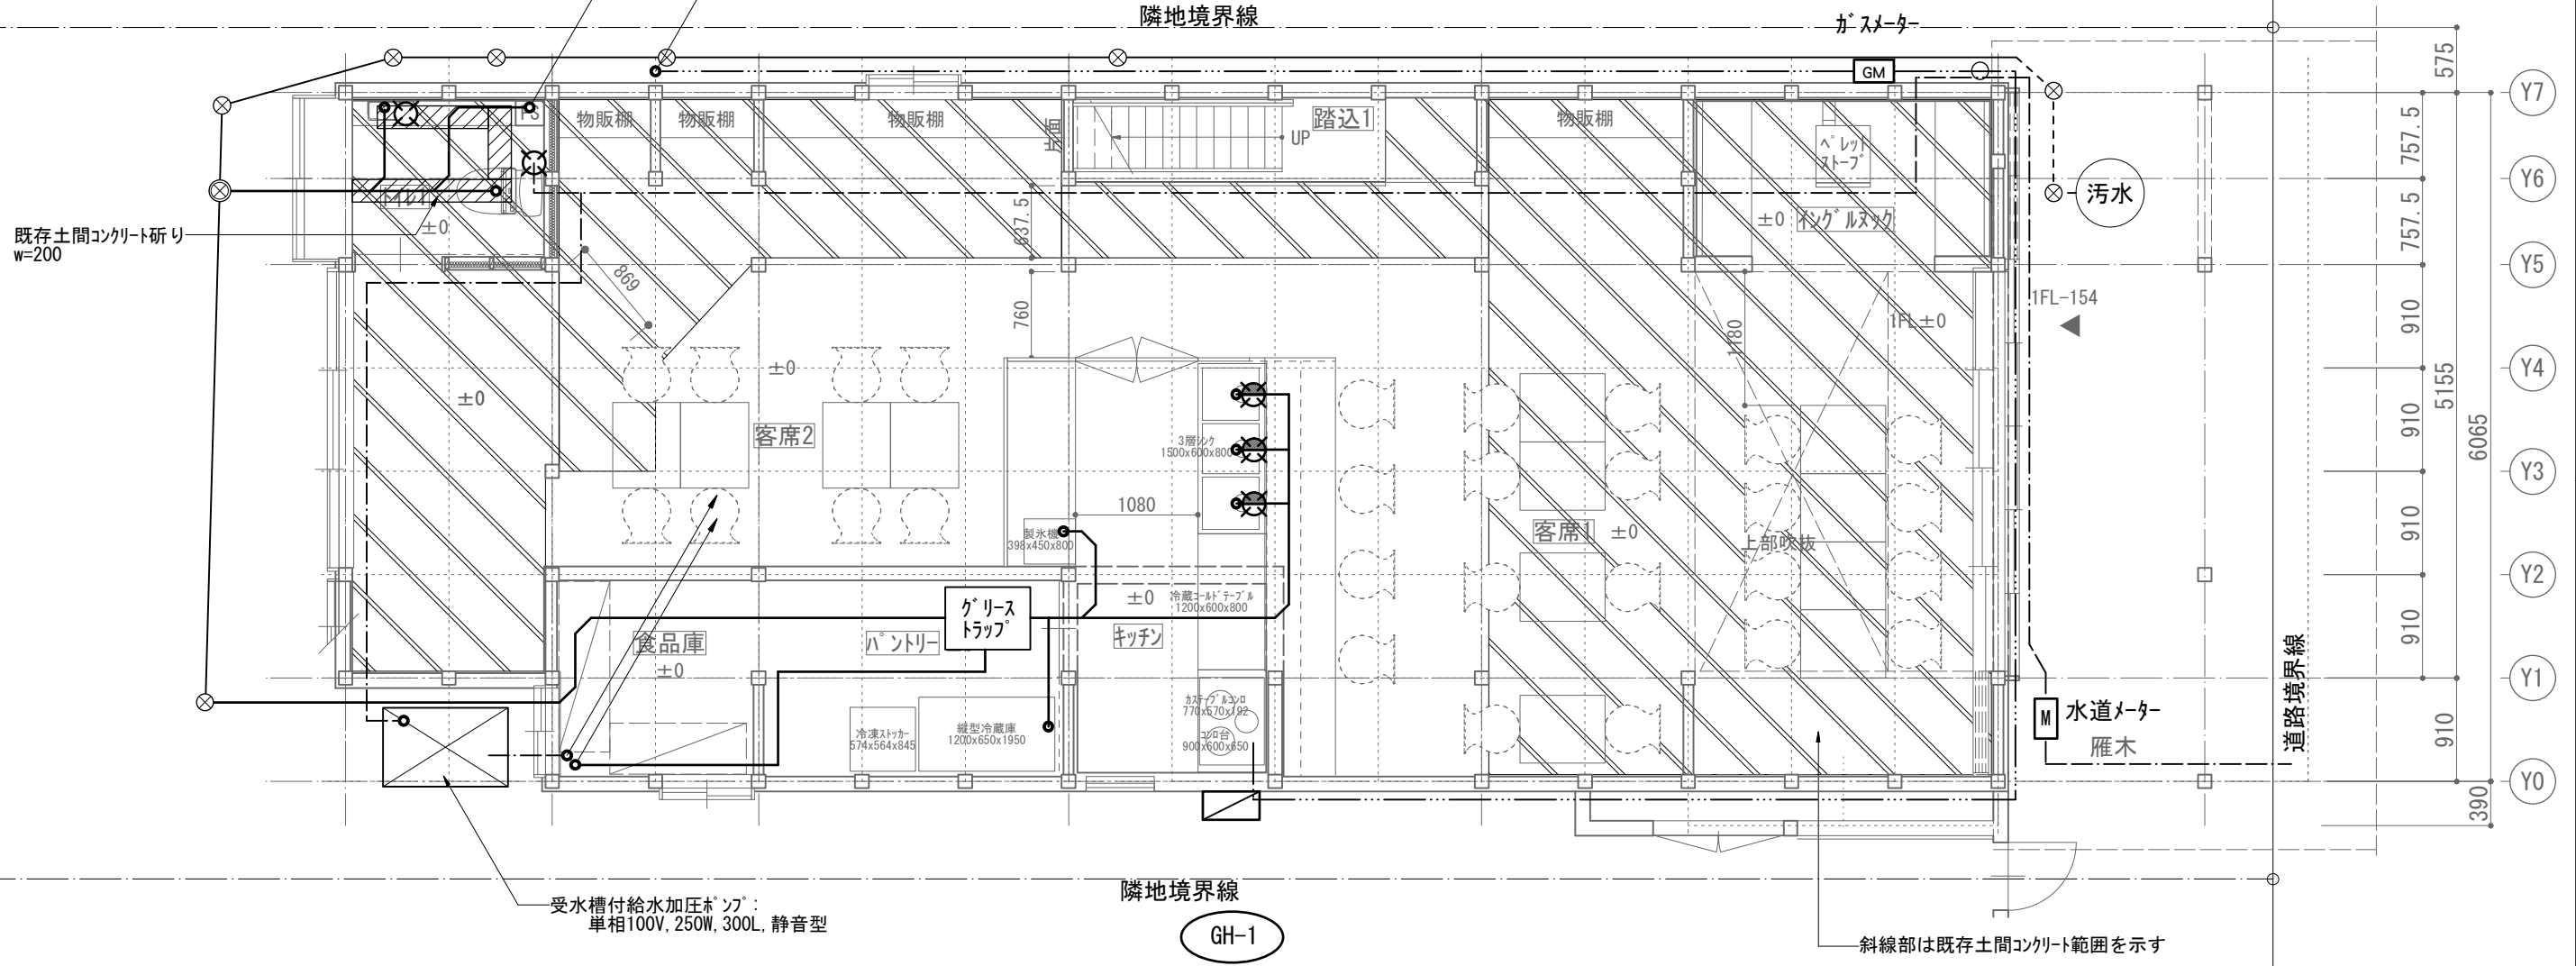 隣地境界線
ガスメーター
GM
575
Y7
757.5
Y6
757.5
Y5
910
Y4
910
Y3
910
Y2
910
Y1
910
Y0
390
5155
6065
PS
物販棚
物販棚
物販棚
踏込1
UP
物販棚
ペレット
ストーブ
汚水
トイレ1
±0
±0
イングルヌック
既存土間コンクリート斫り
w=200
637.5
869
760
1180
1FL-154
1FL±0
±0
±0
客席2
3層シンク
1500x600x800
1080
製氷機
398x450x800
客席1
±0
上部吹抜
グリース
トラップ
±0
冷蔵コールドテーブル
1200x600x800
食品庫
±0
パントリー
キッチン
冷凍ストッカー
574x564x845
縦型冷蔵庫
1200x650x1950
ガステーブルコンロ
770x570x192
コンロ台
900x600x650
M
水道メーター
雁木
道路境界線
隣地境界線
受水槽付給水加圧ポンプ:
単相100V,250W,300L,静音型
GH-1
斜線部は既存土間コンクリート範囲を示す